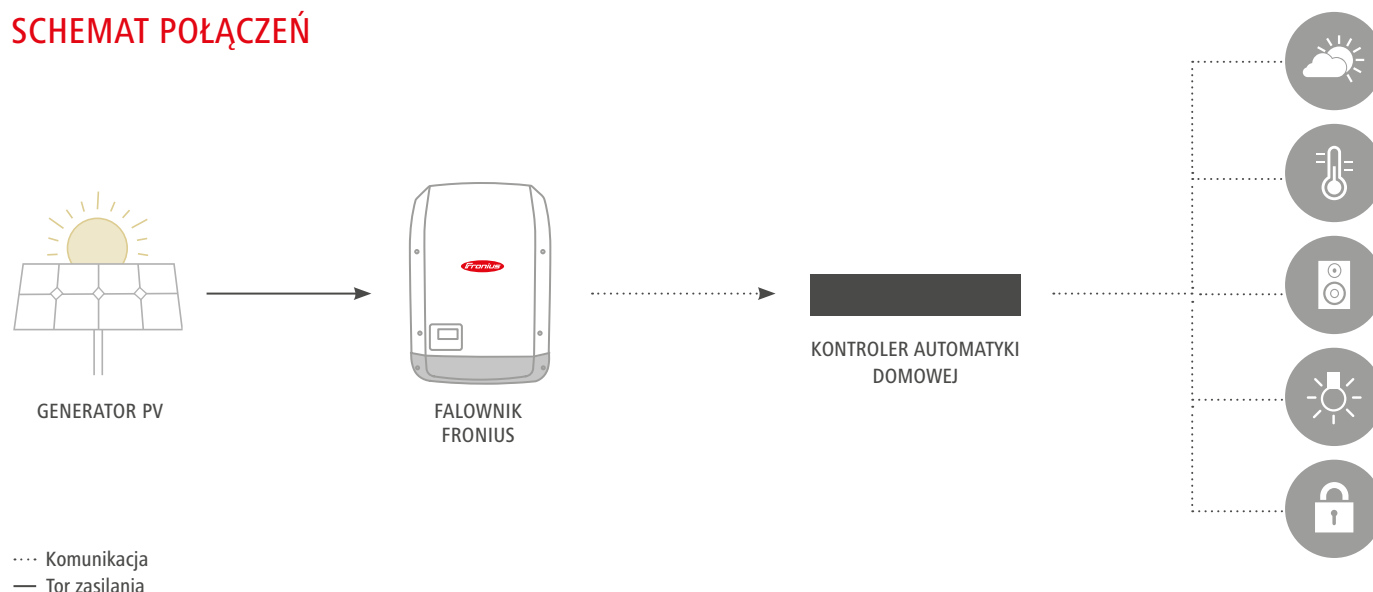 SCHEMAT POŁĄCZEŃ
Fronius
GENERATOR PV
FALOWNIK
FRONIUS
KONTROLER AUTOMATYKI
DOMOWEJ
Komunikacja
Tor zasilania